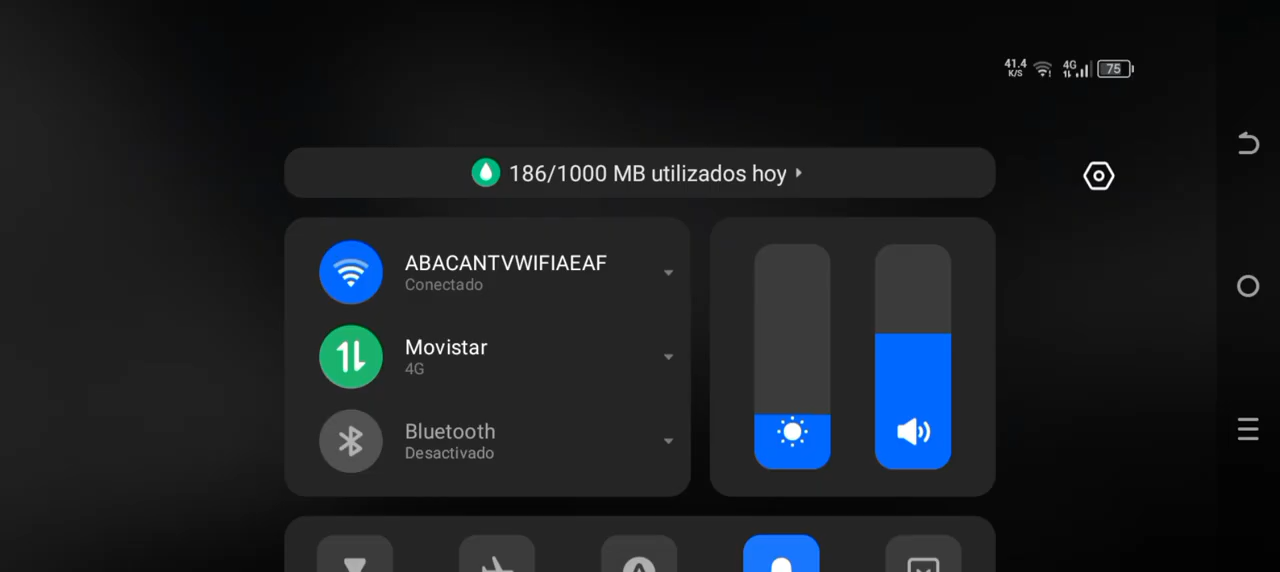 41.4
K/S
4G
75
186/1000 MB utilizados hoy
ABACANTVWIFIAEAF
Conectado
Movistar
4G
Bluetooth
Desactivado